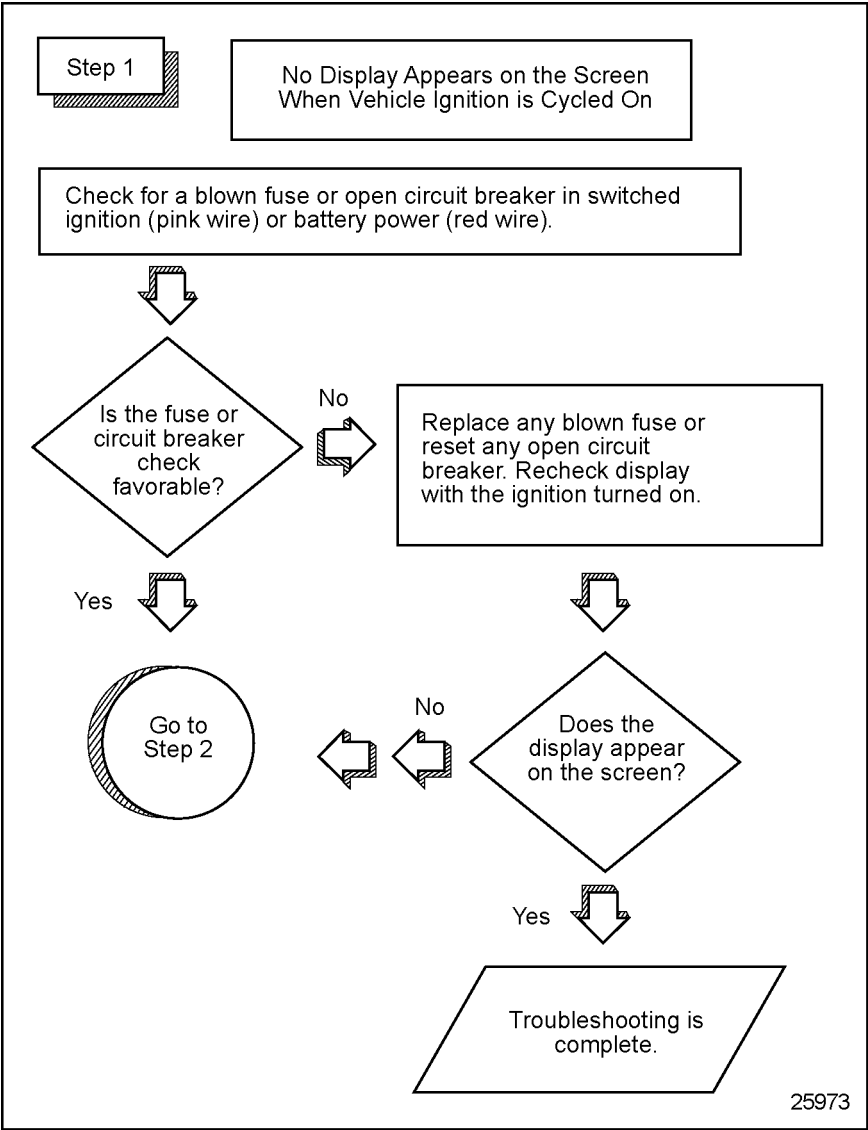 Step 1
No Display Appears on the Screen
When Vehicle Ignition is Cycled On
Check for a blown fuse or open circuit breaker in switched
ignition (pink wire) or battery power (red wire).
Is the fuse or
circuit breaker
check
favorable?
No
Replace any blown fuse or
reset any open circuit
breaker. Recheck display
with the ignition turned on.
Yes
Go to
Step 2
No
Does the
display appear
on the screen?
Yes
Troubleshooting is
complete.
25973